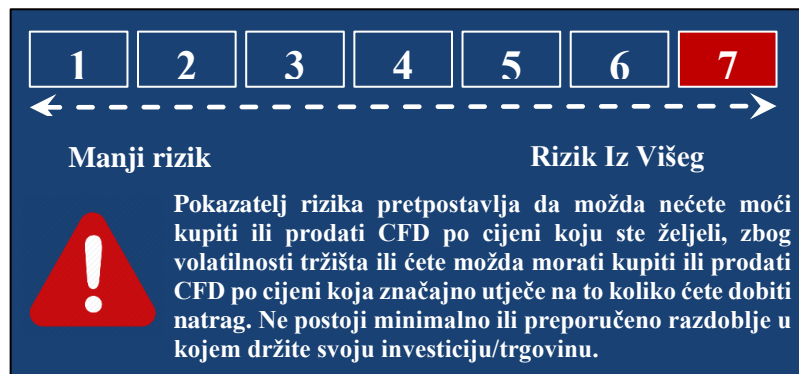 1 2 3 4 5 6 7
Manji rizik Rizik Iz Višeg
Pokazatelj rizika pretpostavlja da možda nećete moći
kupiti ili prodati CFD po cijeni koju ste željeli, zbog
volatilnosti tržišta ili ćete možda morati kupiti ili prodati
CFD po cijeni koja značajno utječe na to koliko ćete dobiti
natrag. Ne postoji minimalno ili preporučeno razdoblje u
kojem držite svoju investiciju/trgovinu.